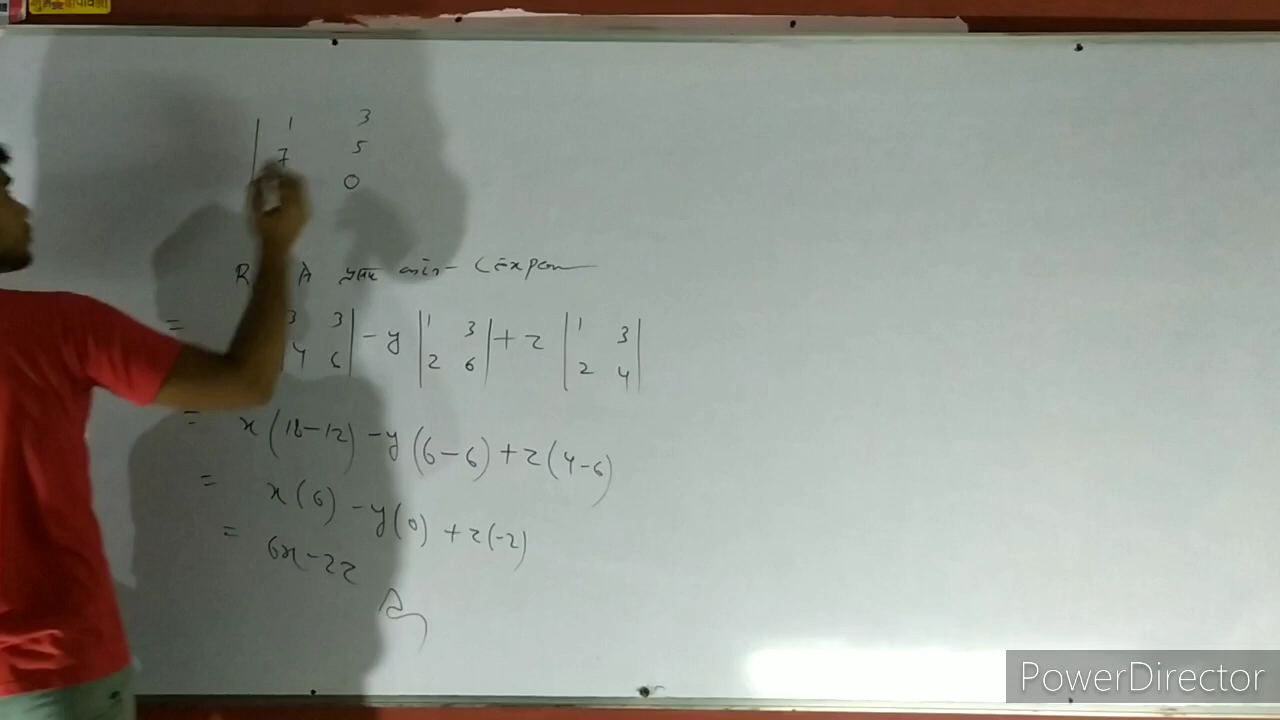 | 1 3
7 5
0
R A से (Expan
= 3 3 | - y | 1 3 | + z | 1 3 |
4 6 | 2 6 | 2 4 |
= x (18-12) - y (6-6) + z (4-6)
= x (6) - y (0) + z (-2)
= 6x - 2z
PowerDirector